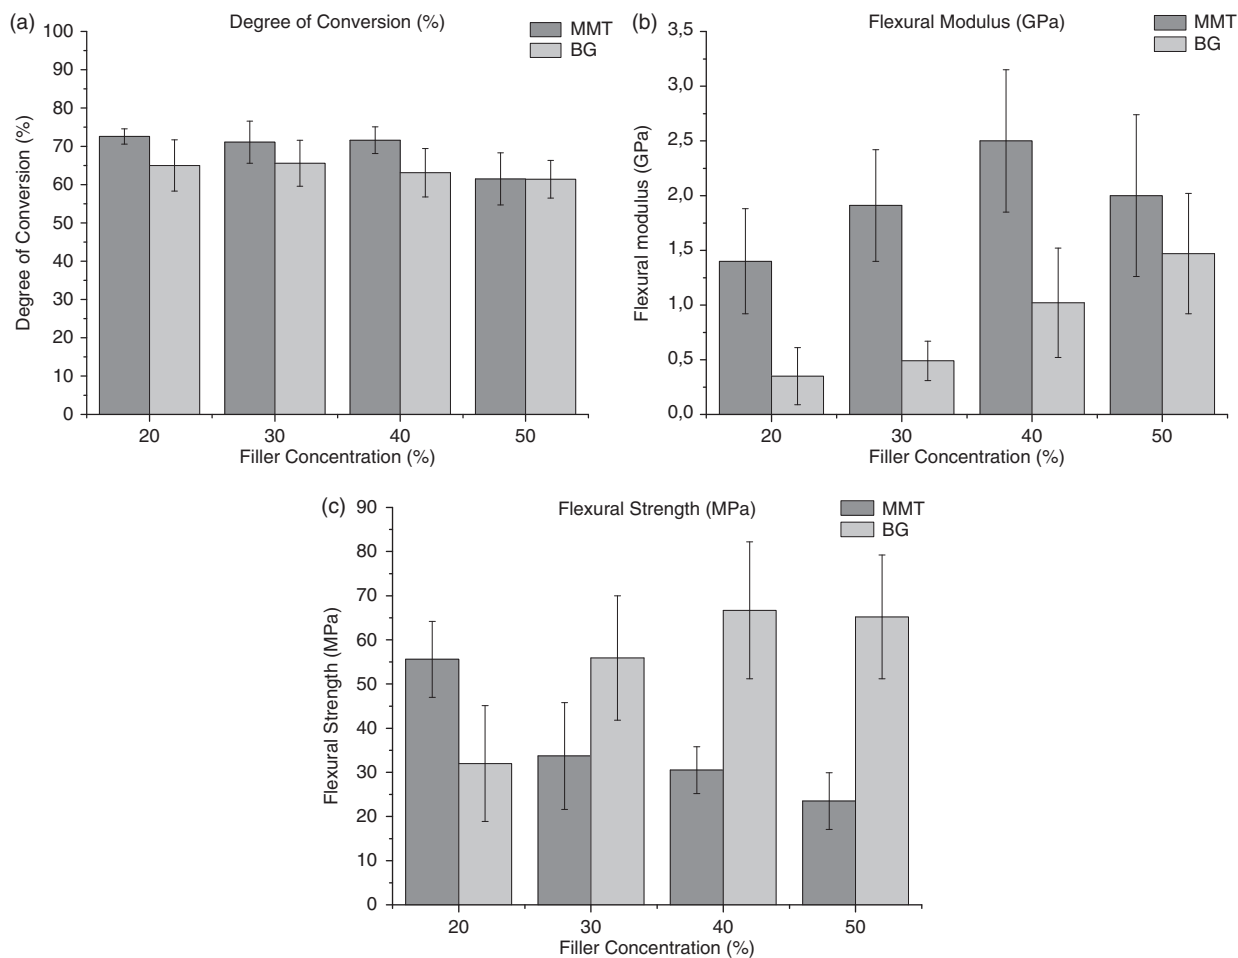 (a)
Degree of Conversion (%)
MMT
BG
Degree of Conversion (%)
100
90
80
70
60
50
40
30
20
10
0
20 30 40 50
Filler Concentration (%)
(b)
Flexural Modulus (GPa)
MMT
BG
Flexural modulus (GPa)
3,5
3,0
2,5
2,0
1,5
1,0
0,5
0,0
20 30 40 50
Filler Concentration (%)
(c)
Flexural Strength (MPa)
MMT
BG
Flexural Strength (MPa)
90
80
70
60
50
40
30
20
10
0
20 30 40 50
Filler Concentration (%)